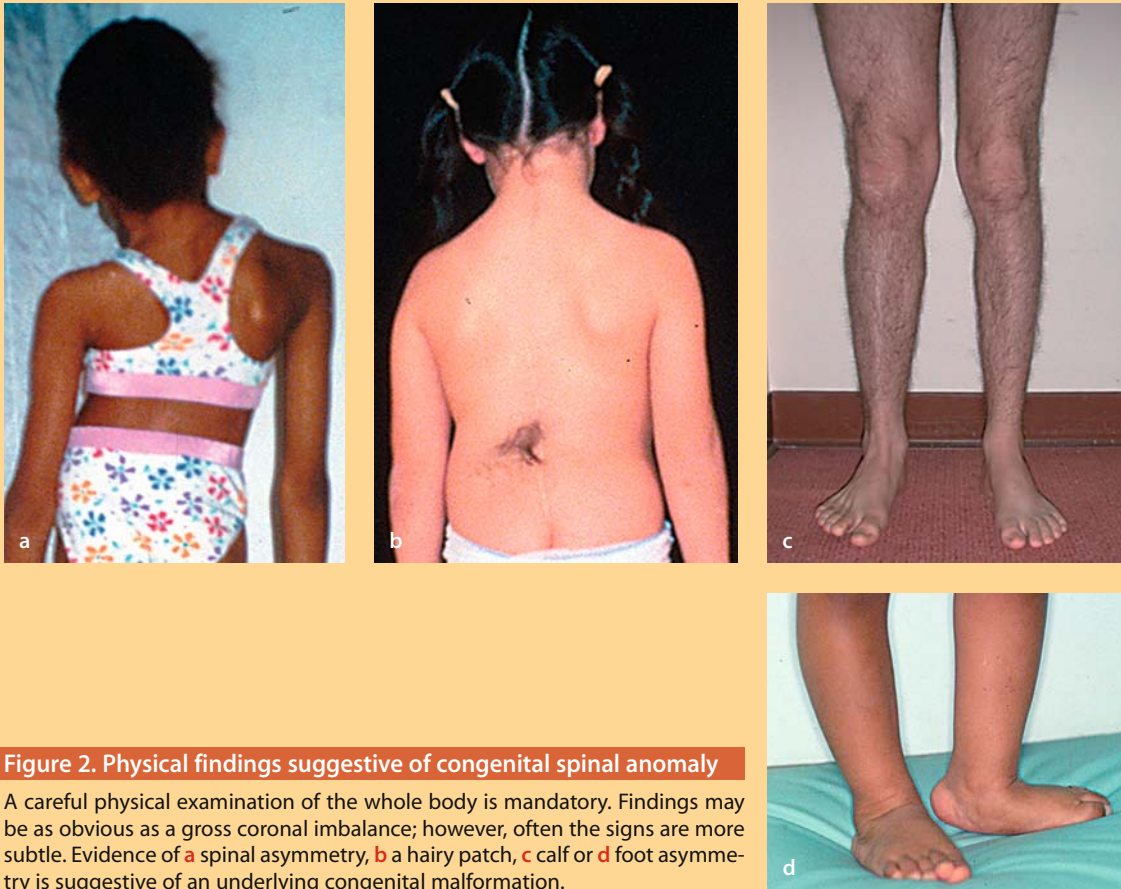 a
b
c
d
Figure 2. Physical findings suggestive of congenital spinal anomaly
A careful physical examination of the whole body is mandatory. Findings may
be as obvious as a gross coronal imbalance; however, often the signs are more
subtle. Evidence of a spinal asymmetry, b a hairy patch, c calf or d foot asymme-
try is suggestive of an underlying congenital malformation.